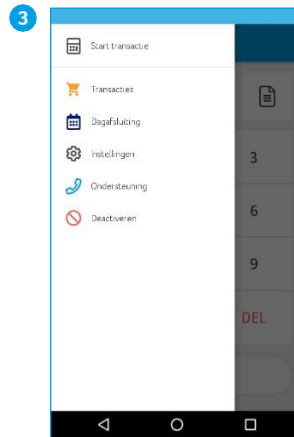 3
Start transactie
Transacties
Dagafsluiting
Instellingen
3
Ondersteuning
6
Deactiveren
9
DEL